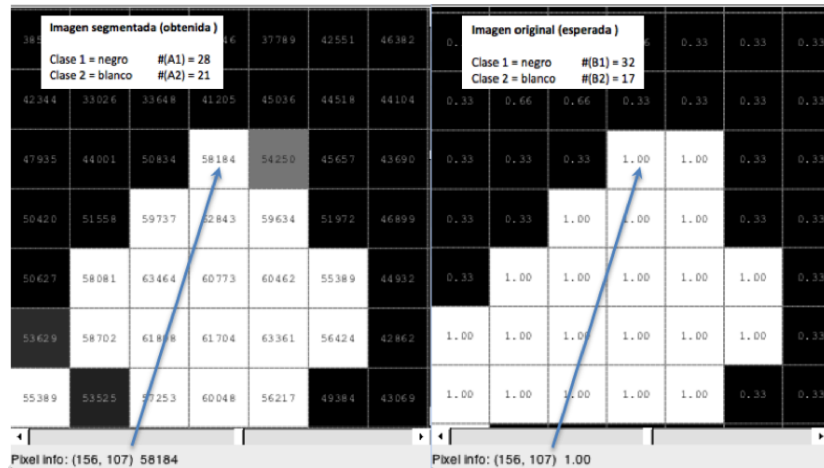 Imagen segmentada (obtenida )
Clase 1 = negro #(A1) = 28
Clase 2 = blanco #(A2) = 21
37789 42551 46382
42344 33026 33648 41205 45036 44518 44104
47935 44001 50834 58184 54250 45657 43690
50420 51558 59737 62843 59634 51972 46899
50627 58081 63464 60773 60462 55389 44932
53629 58702 61704 63361 56424 42862
55389 53525 57253 60048 56217 49384 43069
Pixel info: (156, 107) 58184
Imagen original (esperada )
Clase 1 = negro #(B1) = 32
Clase 2 = blanco #(B2) = 17
0.33 0.33
0.33 0.66 0.66 0.33 0.33 0.33 0.33
0.33 0.33 0.33 1.00 1.00 0.33 0.33
0.33 0.33 1.00 1.00 1.00 0.33 0.33
0.33 1.00 1.00 1.00 1.00 1.00 0.33
1.00 1.00 1.00 1.00 1.00 1.00 0.33
1.00 1.00 1.00 1.00 1.00 0.33 0.33
Pixel info: (156, 107) 1.00